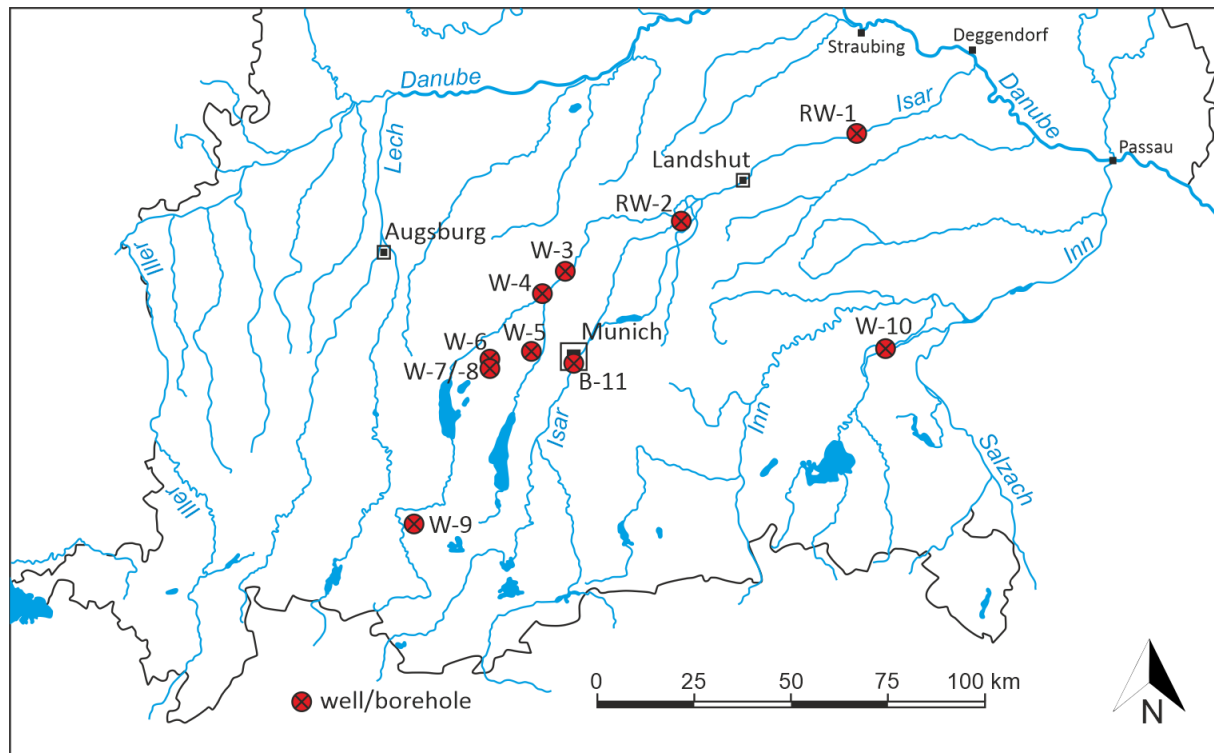 Straubing
Deggendorf
Danube
Isar
Danube
RW-1
Lech
Landshut
Passau
RW-2
Augsburg
Iller
W-3
Inn
W-4
W-10
W-5
Munich
W-6
W-7/-8
B-11
Isar
Inn
Salzach
Iller
W-9
well/borehole
0 25 50 75 100 km
N